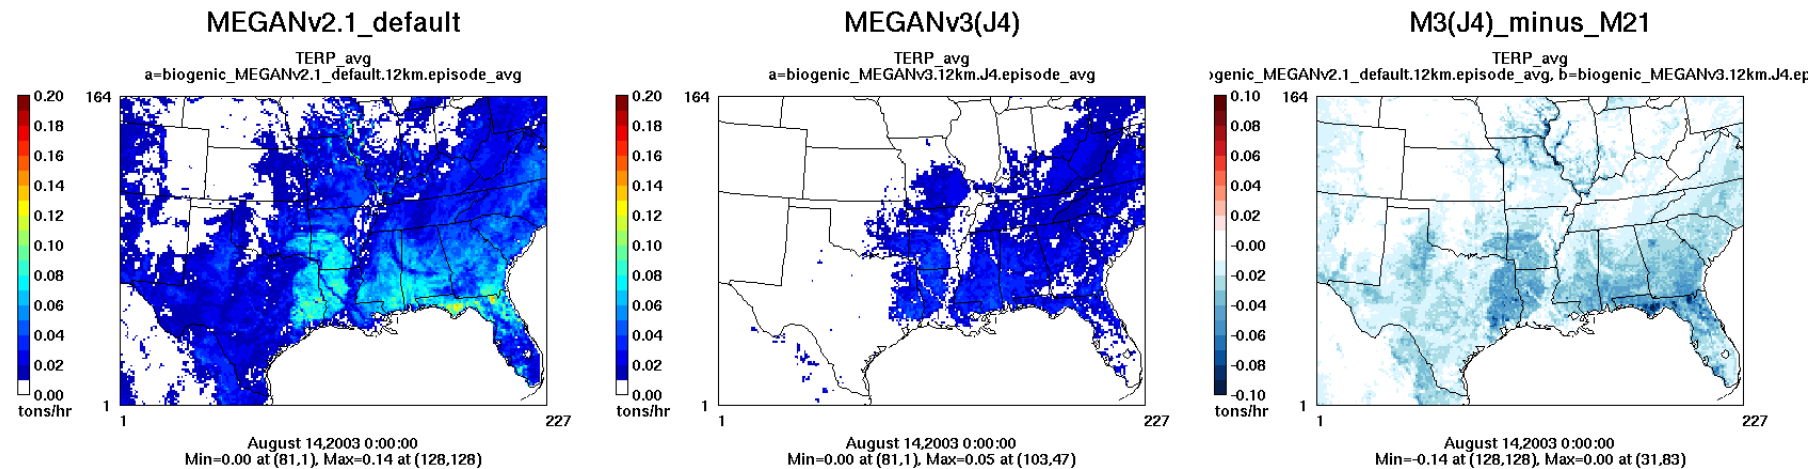 MEGANv2.1_default
TERP_avg
a=biogenic_MEGANv2.1_default.12km.episode_avg
0.20
0.18
0.16
0.14
0.12
0.10
0.08
0.06
0.04
0.02
0.00
tons/hr
164
1
1
227
August 14,2003 0:00:00
Min=0.00 at (81,1), Max=0.14 at (128,128)
MEGANv3(J4)
TERP_avg
a=biogenic_MEGANv3.12km.J4.episode_avg
0.20
0.18
0.16
0.14
0.12
0.10
0.08
0.06
0.04
0.02
0.00
tons/hr
164
1
1
227
August 14,2003 0:00:00
Min=0.00 at (81,1), Max=0.05 at (103,47)
M3(J4)_minus_M21
TERP_avg
ogenic_MEGANv2.1_default.12km.episode_avg, b=biogenic_MEGANv3.12km.J4.ep
0.10
0.08
0.06
0.04
0.02
-0.00
-0.02
-0.04
-0.06
-0.08
-0.10
tons/hr
164
1
1
227
August 14,2003 0:00:00
Min=-0.14 at (128,128), Max=0.00 at (31,83)